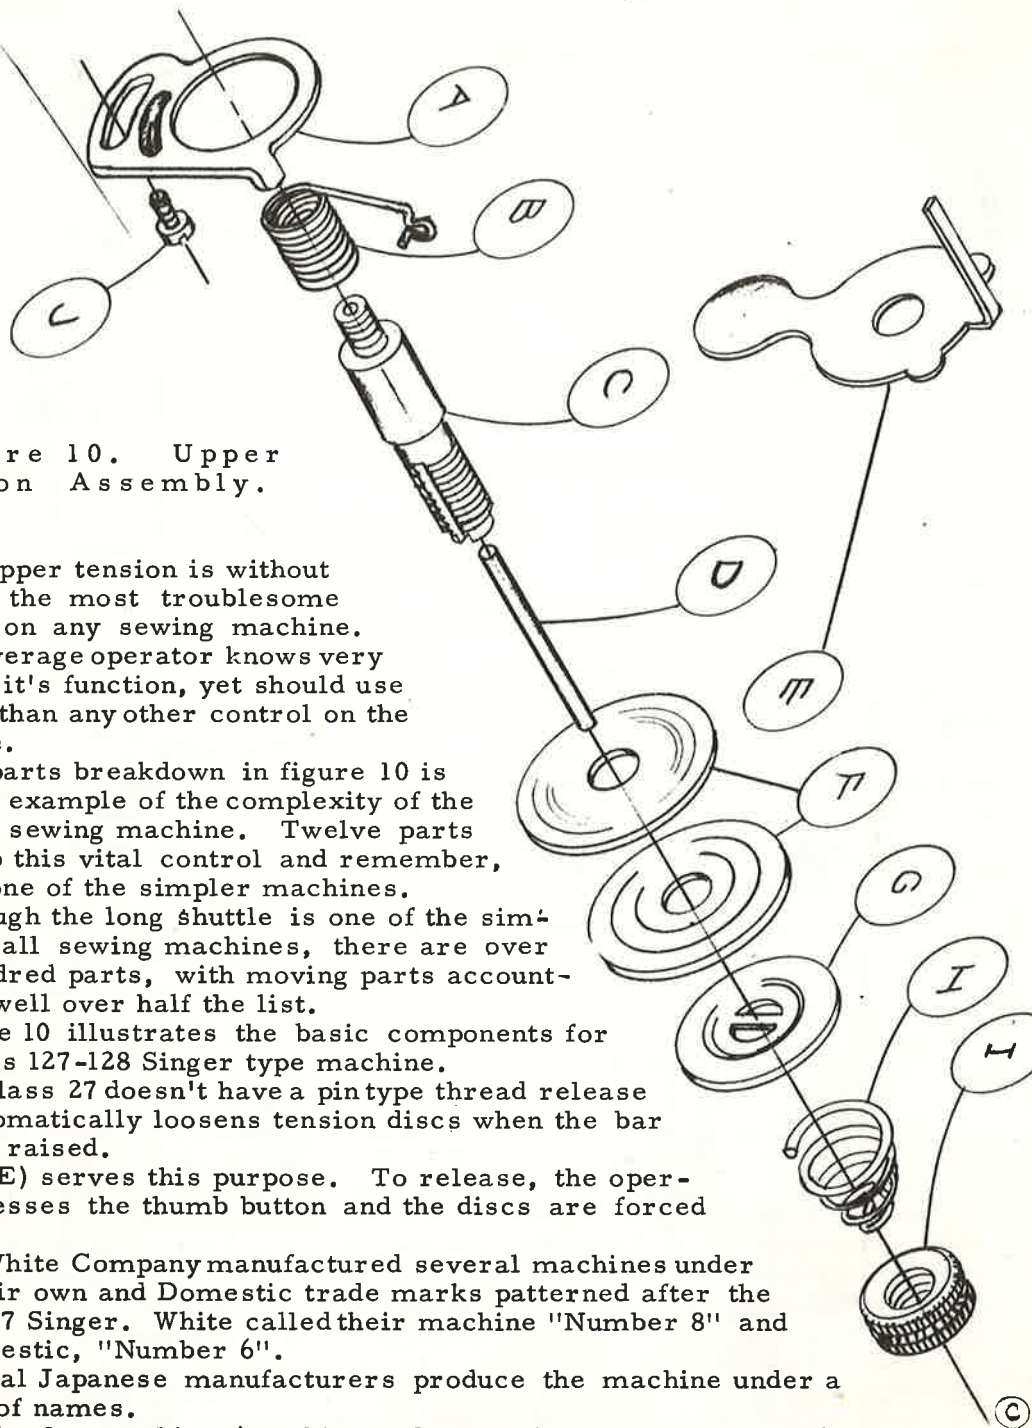 A
B
J
C
re 10. Upper
on Assembly.
D
pper tension is without
the most troublesome
on any sewing machine.
verage operator knows very
it's function, yet should use
than any other control on the
e.
E
F
parts breakdown in figure 10 is
example of the complexity of the
sewing machine. Twelve parts
o this vital control and remember,
one of the simpler machines.
G
ugh the long shuttle is one of the sim-
all sewing machines, there are over
dred parts, with moving parts account-
well over half the list.
I
e 10 illustrates the basic components for
s 127-128 Singer type machine.
H
lass 27 doesn't have a pin type thread release
omatically loosens tension discs when the bar
raised.
E) serves this purpose. To release, the oper-
esses the thumb button and the discs are forced
White Company manufactured several machines under
ir own and Domestic trade marks patterned after the
7 Singer. White called their machine "Number 8" and
estic, "Number 6".
al Japanese manufacturers produce the machine under a
of names.
©